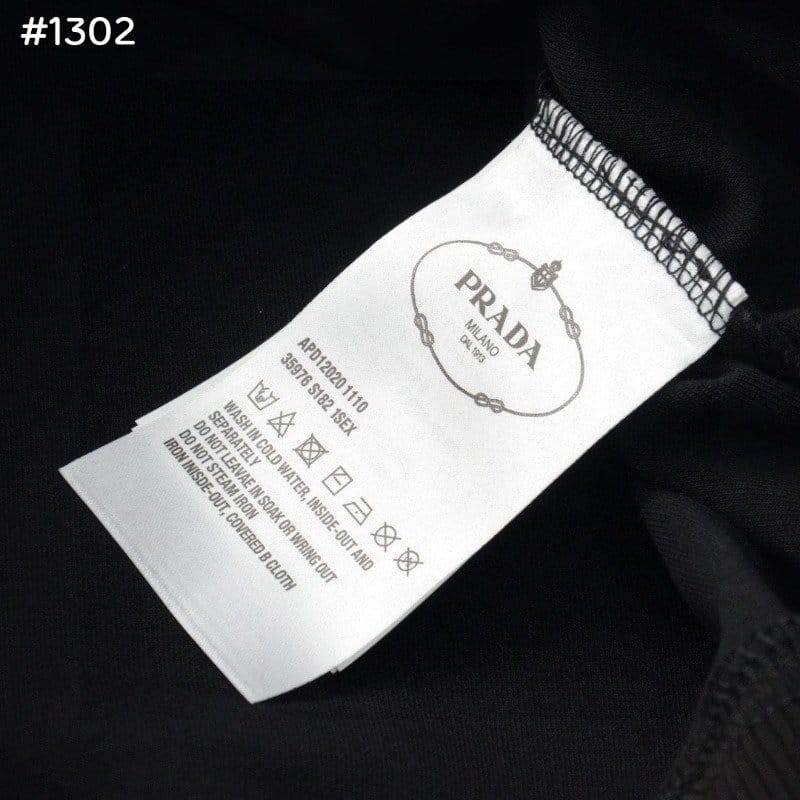 #1302
PRADA
MILANO
DAL 1913
APD12020 1110
35976 S182 1SEX
WASH IN COLD WATER, INSIDE-OUT AND
SEPARATELY
DO NOT LEAVAE IN SOAK OR WRING OUT
DO NOT STEAM IRON
IRON INISDE-OUT, COVERED B CLOTH